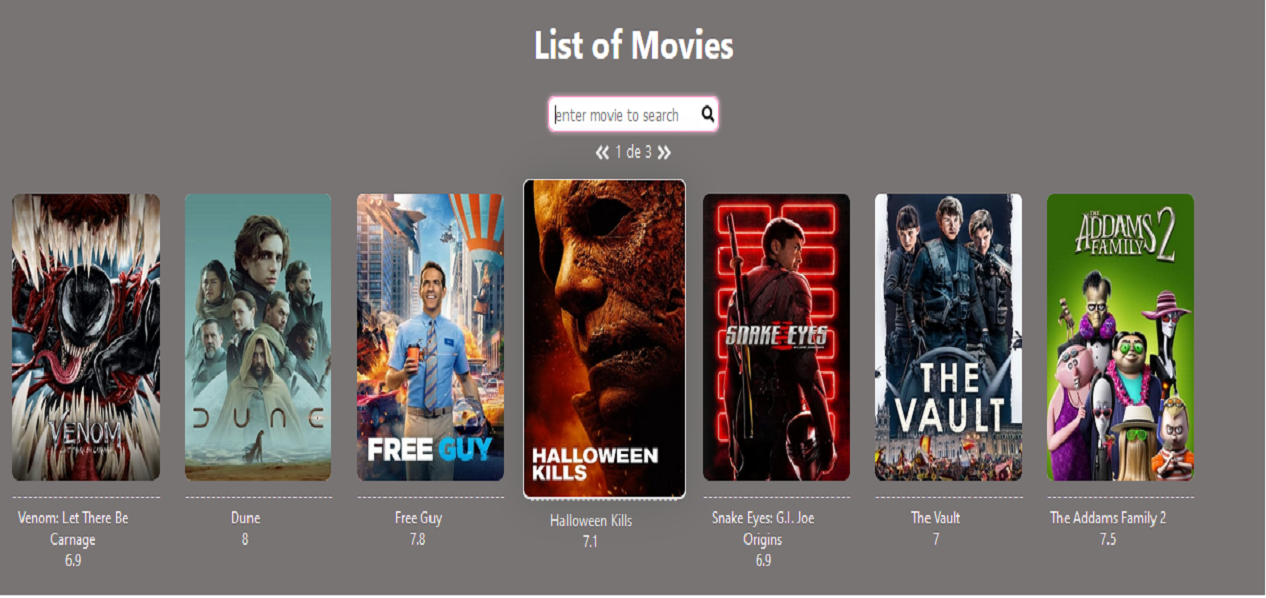 List of Movies
enter movie to search
« 1 de 3 »
VENOM
DUNE
FREE GUY
HALLOWEEN
KILLS
SNAKE EYES
THE
VAULT
THE
ADDAMS
FAMILY 2
Venom: Let There Be
Carnage
6.9
Dune
8
Free Guy
7.8
Halloween Kills
7.1
Snake Eyes: G.I. Joe
Origins
6.9
The Vault
7
The Addams Family 2
7.5